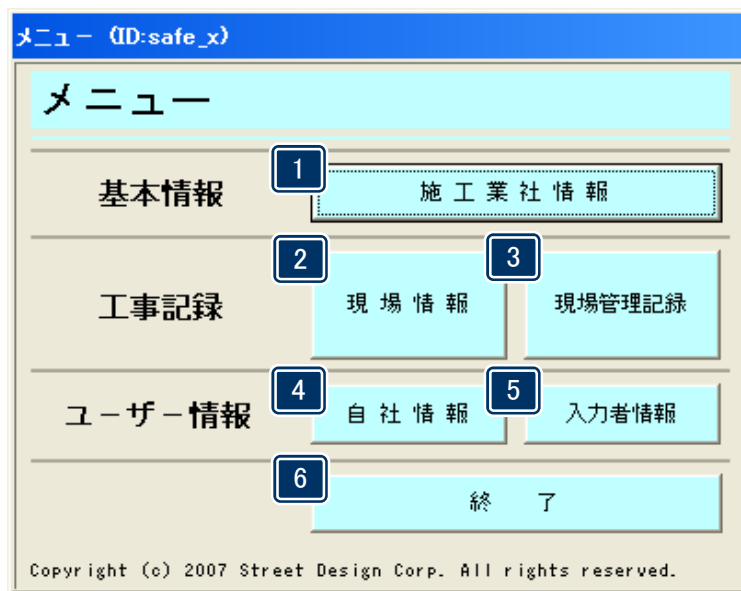 メニュー (ID:safe_x)
メニュー
基本情報
1
施工業社情報
工事記録
2
現場情報
3
現場管理記録
ユーザー情報
4
自社情報
5
入力者情報
6
終 了
Copyright (c) 2007 Street Design Corp. All rights reserved.